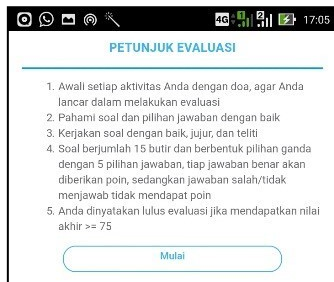 4G 1 2 17:05
PETUNJUK EVALUASI
1. Awali setiap aktivitas Anda dengan doa, agar Anda
lancar dalam melakukan evaluasi
2. Pahami soal dan pilihan jawaban dengan baik
3. Kerjakan soal dengan baik, jujur, dan teliti
4. Soal berjumlah 15 butir dan berbentuk pilihan ganda
dengan 5 pilihan jawaban, tiap jawaban benar akan
diberikan poin, sedangkan jawaban salah/tidak
menjawab tidak mendapat poin
5. Anda dinyatakan lulus evaluasi jika mendapatkan nilai
akhir >= 75
Mulai